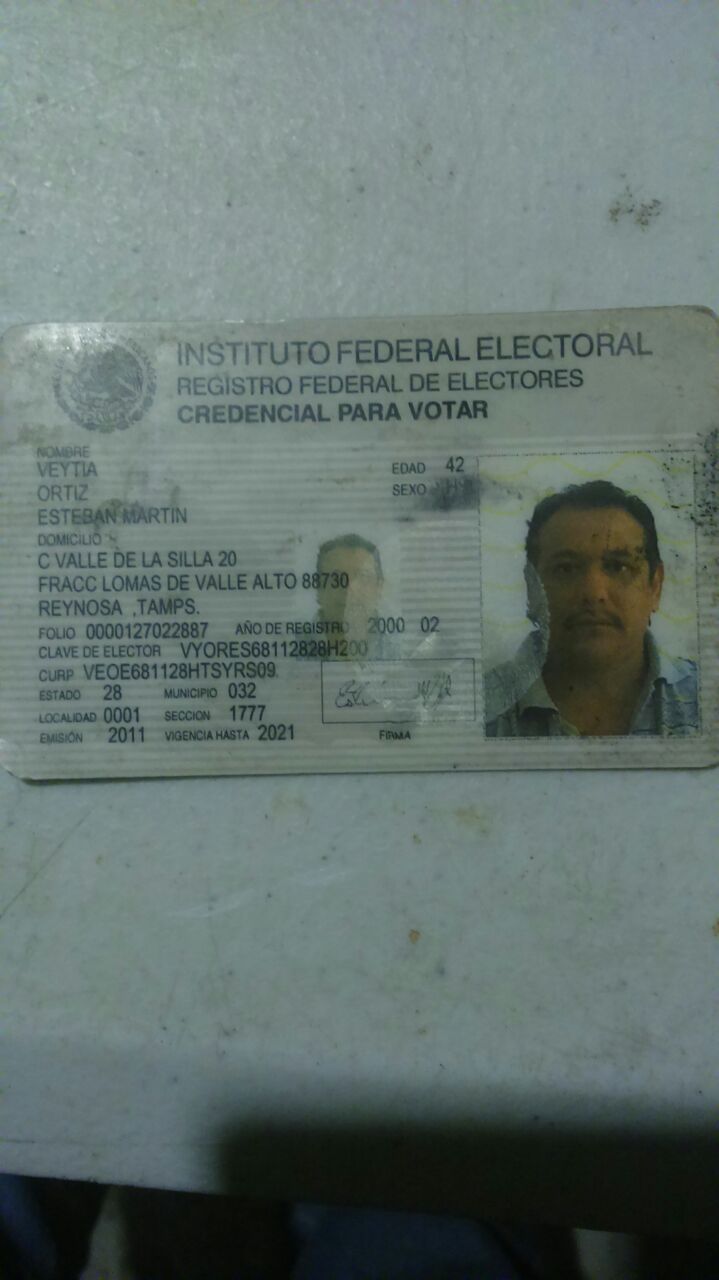 INSTITUTO FEDERAL ELECTORAL
REGISTRO FEDERAL DE ELECTORES
CREDENCIAL PARA VOTAR
NOMBRE
VEYTIA
ORTIZ
ESTEBAN MARTIN
EDAD 42
SEXO H
DOMICILIO
C VALLE DE LA SILLA 20
FRACC LOMAS DE VALLE ALTO 88730
REYNOSA ,TAMPS.
FOLIO 0000127022887 AÑO DE REGISTRO 2000 02
CLAVE DE ELECTOR VYORES68112828H200
CURP VEOE681128HTSYRS09
ESTADO 28 MUNICIPIO 032
LOCALIDAD 0001 SECCION 1777
EMISIÓN 2011 VIGENCIA HASTA 2021 FIRMA